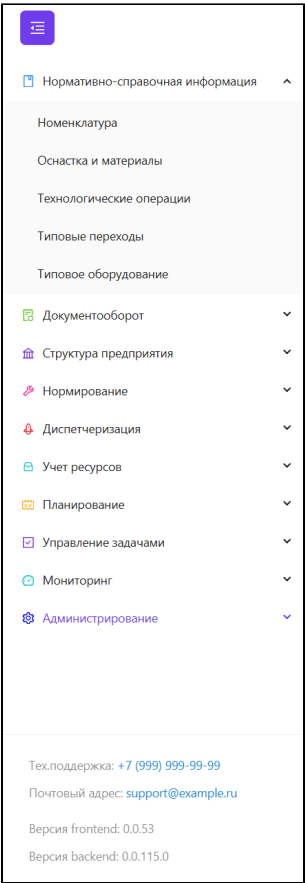 Нормативно-справочная информация
Номенклатура
Оснастка и материалы
Технологические операции
Типовые переходы
Типовое оборудование
Документооборот
Структура предприятия
Нормирование
Диспетчеризация
Учет ресурсов
Планирование
Управление задачами
Мониторинг
Администрирование
Тех.поддержка: +7 (999) 999-99-99
Почтовый адрес: support@example.ru
Версия frontend: 0.0.53
Версия backend: 0.0.115.0